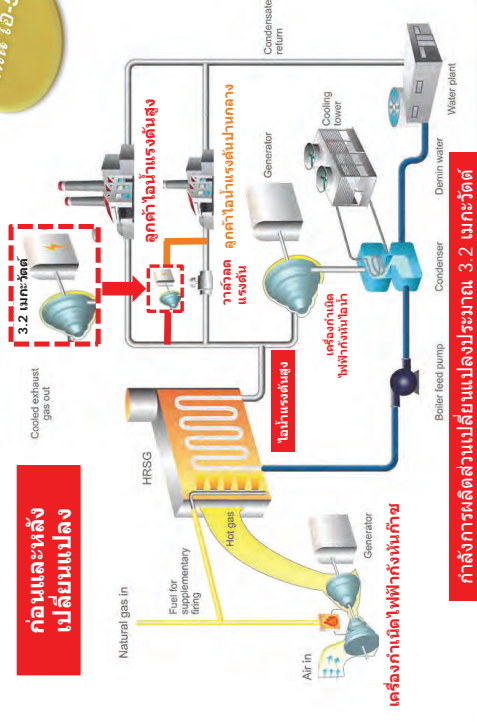 ก่อนและหลัง
เปลี่ยนแปลง
Cooled exhaust
gas out
3.2 เมกะวัตต์
ลูกค้าไอน้ำแรงดันสูง
Condensate
return
ลูกค้าไอน้ำแรงดันปานกลาง
วาล์วลด
แรงดัน
Generator
Cooling
tower
Water plant
Demin water
Condenser
เครื่องกำเนิด
ไฟฟ้ากังหันไอน้ำ
ไอน้ำแรงดันสูง
Boiler feed pump
HRSG
Natural gas in
Fuel for
supplementary
firing
Hot gas
Generator
Air in
เครื่องกำเนิดไฟฟ้ากังหันก๊าซ
กำลังการผลิตส่วนเปลี่ยนแปลงประมาณ 3.2 เมกะวัตต์